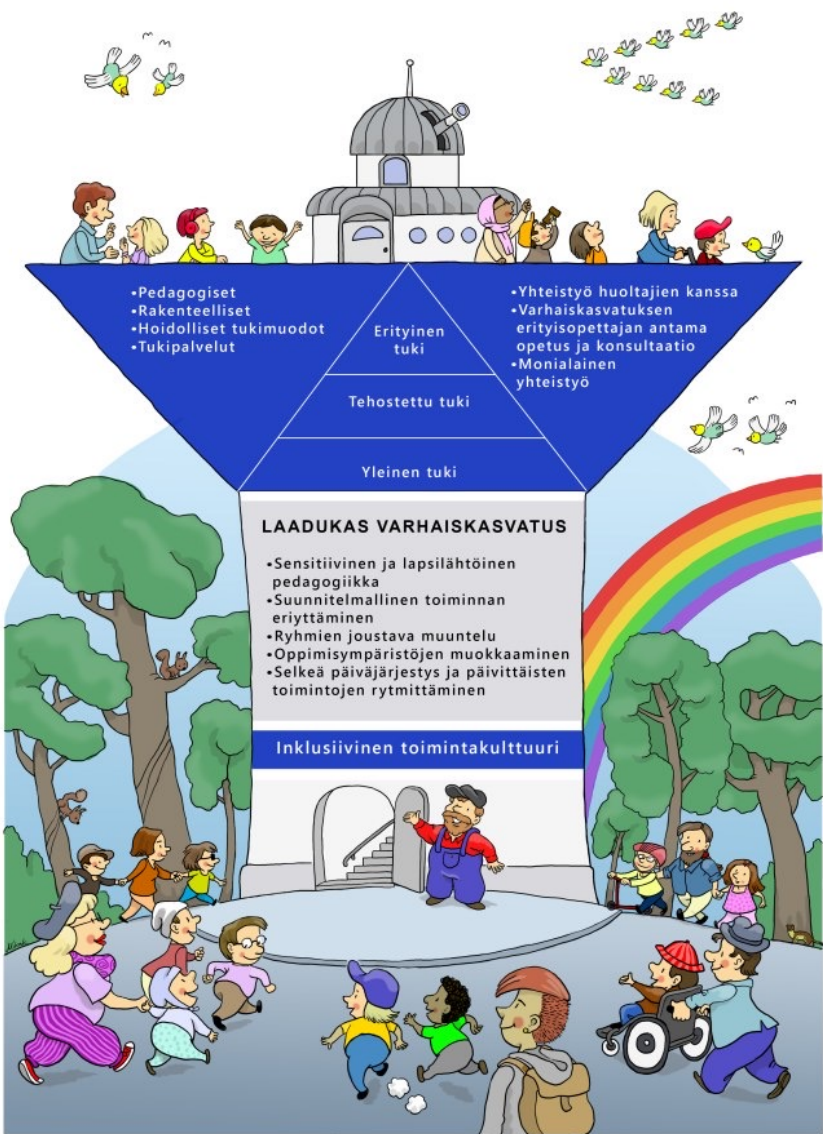 •Pedagogiset
•Rakenteelliset
•Hoidolliset tukimuodot
•Tukipalvelut
Erityinen
tuki
Tehostettu tuki
Yleinen tuki
•Yhteistyö huoltajien kanssa
•Varhaiskasvatuksen
erityisopettajan antama
opetus ja konsultaatio
•Monialainen
yhteistyö
LAADUKAS VARHAISKASVATUS
•Sensitiivinen ja lapsilähtöinen
pedagogiikka
•Suunnitelmallinen toiminnan
eriyttäminen
•Ryhmien joustava muuntelu
•Oppimisympäristöjen muokkaaminen
•Selkeä päiväjärjestys ja päivittäisten
toimintojen rytmittäminen
Inklusiivinen toimintakulttuuri